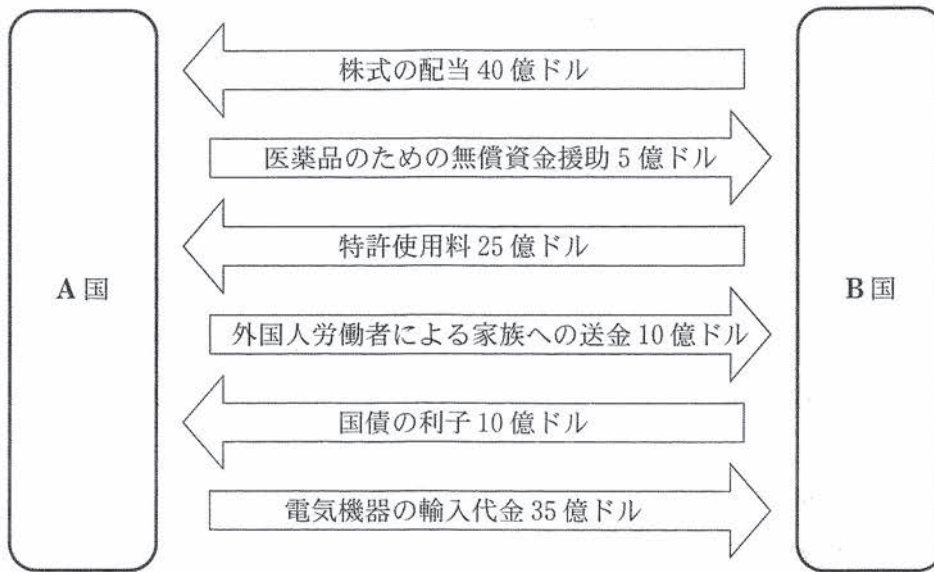 株式の配当 40 億ドル
医薬品のための無償資金援助 5 億ドル
特許使用料 25 億ドル
A 国
B 国
外国人労働者による家族への送金 10 億ドル
国債の利子 10 億ドル
電気機器の輸入代金 35 億ドル